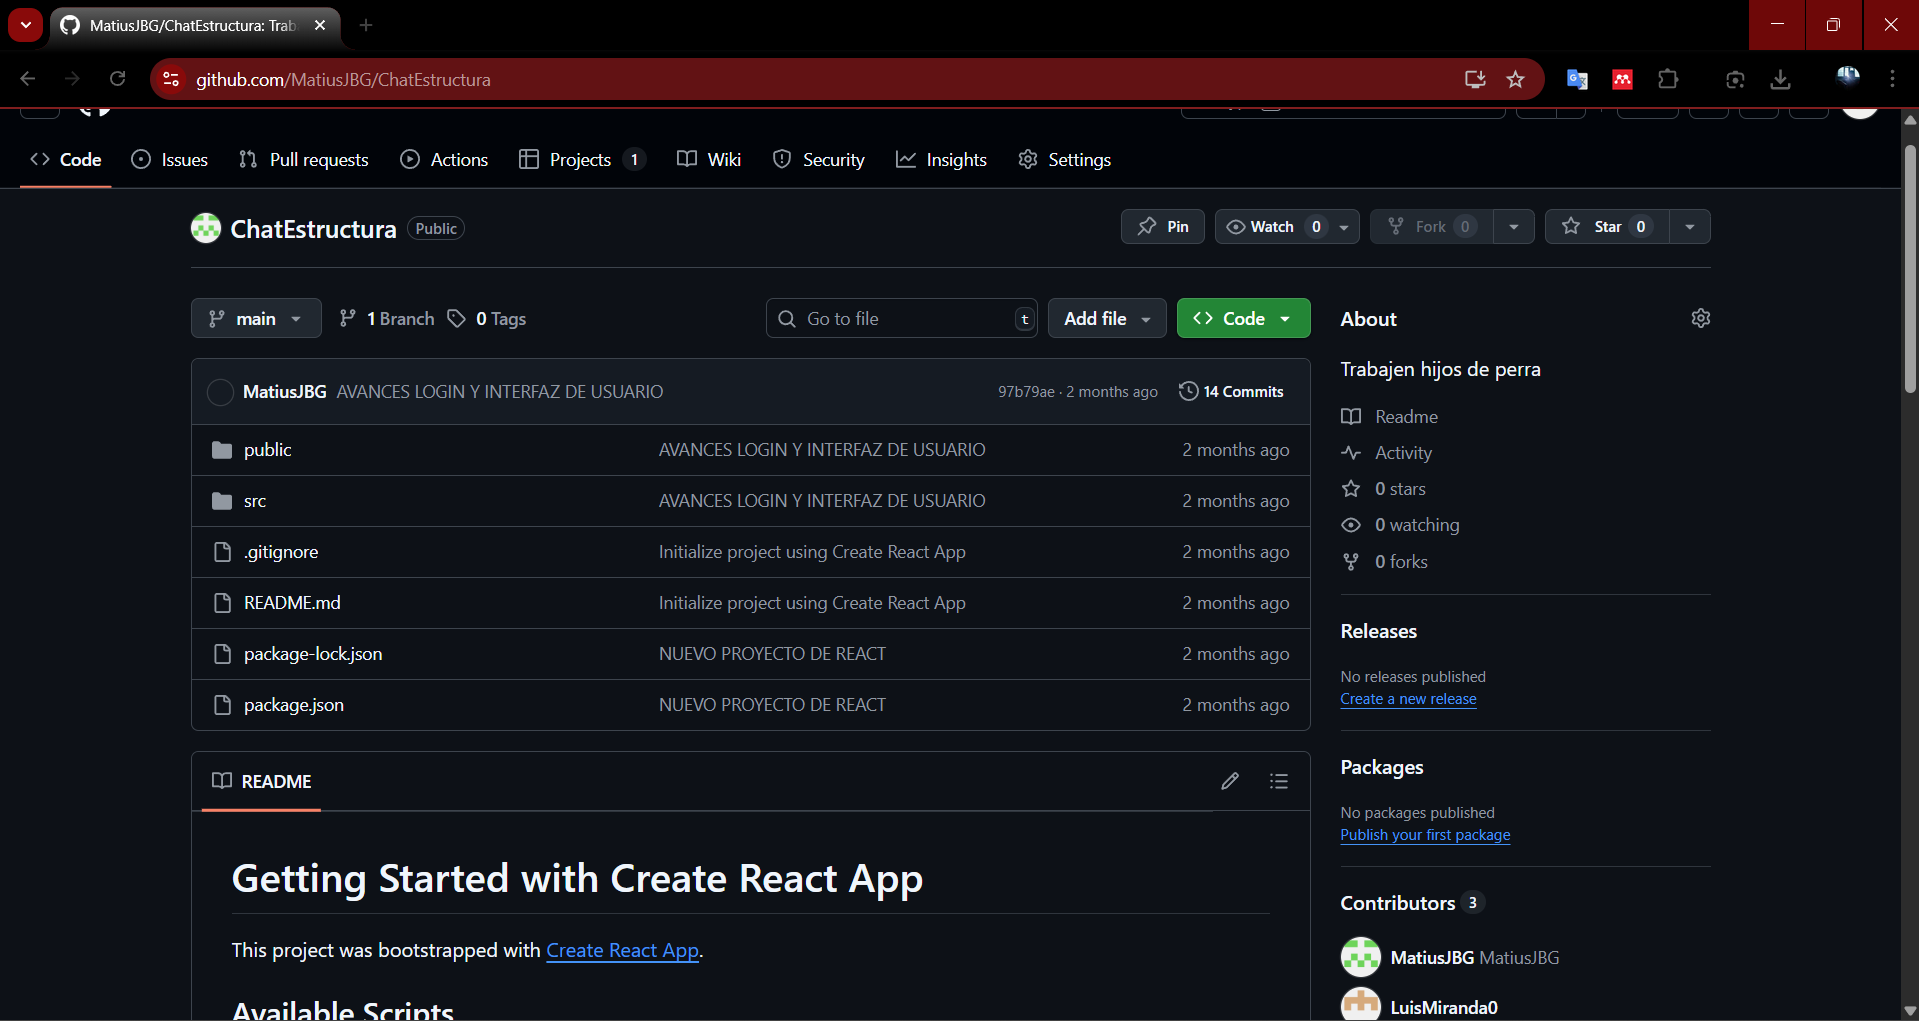 MatiusJBG/ChatEstructura: Trab
github.com/MatiusJBG/ChatEstructura
Code
Issues
Pull requests
Actions
Projects 1
Wiki
Security
Insights
Settings
ChatEstructura Public
Pin
Watch 0
Fork 0
Star 0
main
1 Branch
0 Tags
Go to file t
Add file
Code
MatiusJBG AVANCES LOGIN Y INTERFAZ DE USUARIO 97b79ae · 2 months ago 14 Commits
public AVANCES LOGIN Y INTERFAZ DE USUARIO 2 months ago
src AVANCES LOGIN Y INTERFAZ DE USUARIO 2 months ago
.gitignore Initialize project using Create React App 2 months ago
README.md Initialize project using Create React App 2 months ago
package-lock.json NUEVO PROYECTO DE REACT 2 months ago
package.json NUEVO PROYECTO DE REACT 2 months ago
README
Getting Started with Create React App
This project was bootstrapped with Create React App.
Available Scripts
About
Trabajen hijos de perra
Readme
Activity
0 stars
0 watching
0 forks
Releases
No releases published
Create a new release
Packages
No packages published
Publish your first package
Contributors 3
MatiusJBG MatiusJBG
LuisMiranda0